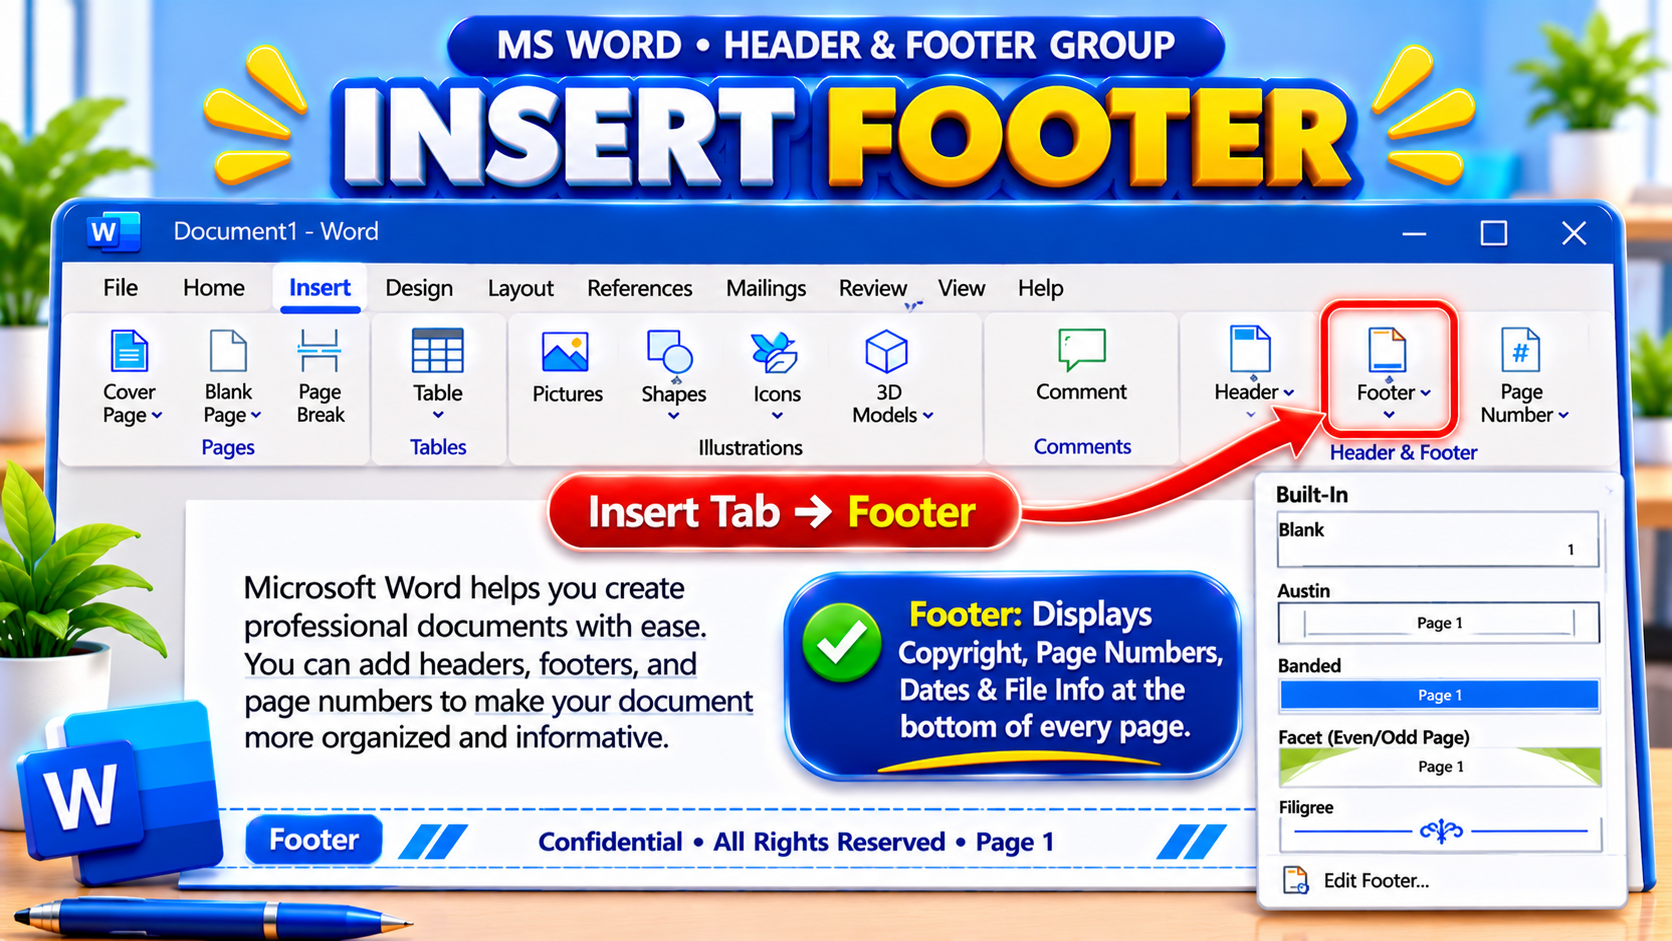 MS WORD • HEADER & FOOTER GROUP
INSERT FOOTER
W
Document1 - Word
File Home Insert Design Layout References Mailings Review View Help
Cover Page
Blank Page
Page Break
Pages
Table
Tables
Pictures
Shapes
Icons
3D Models
Illustrations
Comment
Comments
Header
Footer
#
Page Number
Header & Footer
Insert Tab → Footer
Microsoft Word helps you create
professional documents with ease.
You can add headers, footers, and
page numbers to make your document
more organized and informative.
Footer: Displays
Copyright, Page Numbers,
Dates & File Info at the
bottom of every page.
Built-In
Blank
1
Austin
Page 1
Banded
Page 1
Facet (Even/Odd Page)
Page 1
Filigree
Edit Footer...
W
Footer
Confidential • All Rights Reserved • Page 1